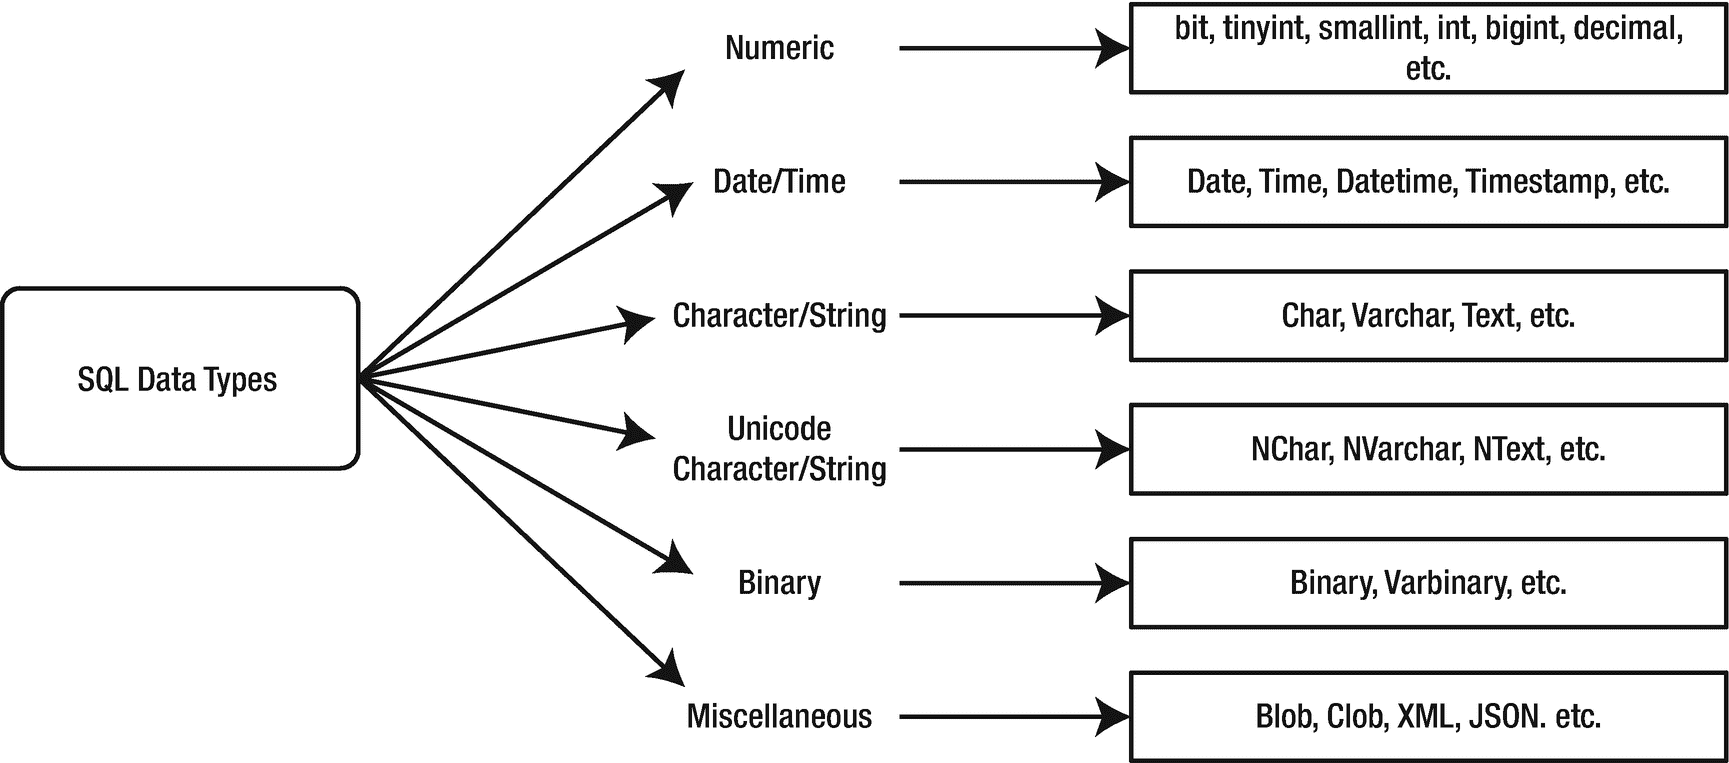 Numeric
bit, tinyint, smallint, int, bigint, decimal,
etc.
Date/Time
Date, Time, Datetime, Timestamp, etc.
Character/String
Char, Varchar, Text, etc.
SQL Data Types
Unicode
Character/String
NChar, NVarchar, NText, etc.
Binary
Binary, Varbinary, etc.
Miscellaneous
Blob, Clob, XML, JSON. etc.